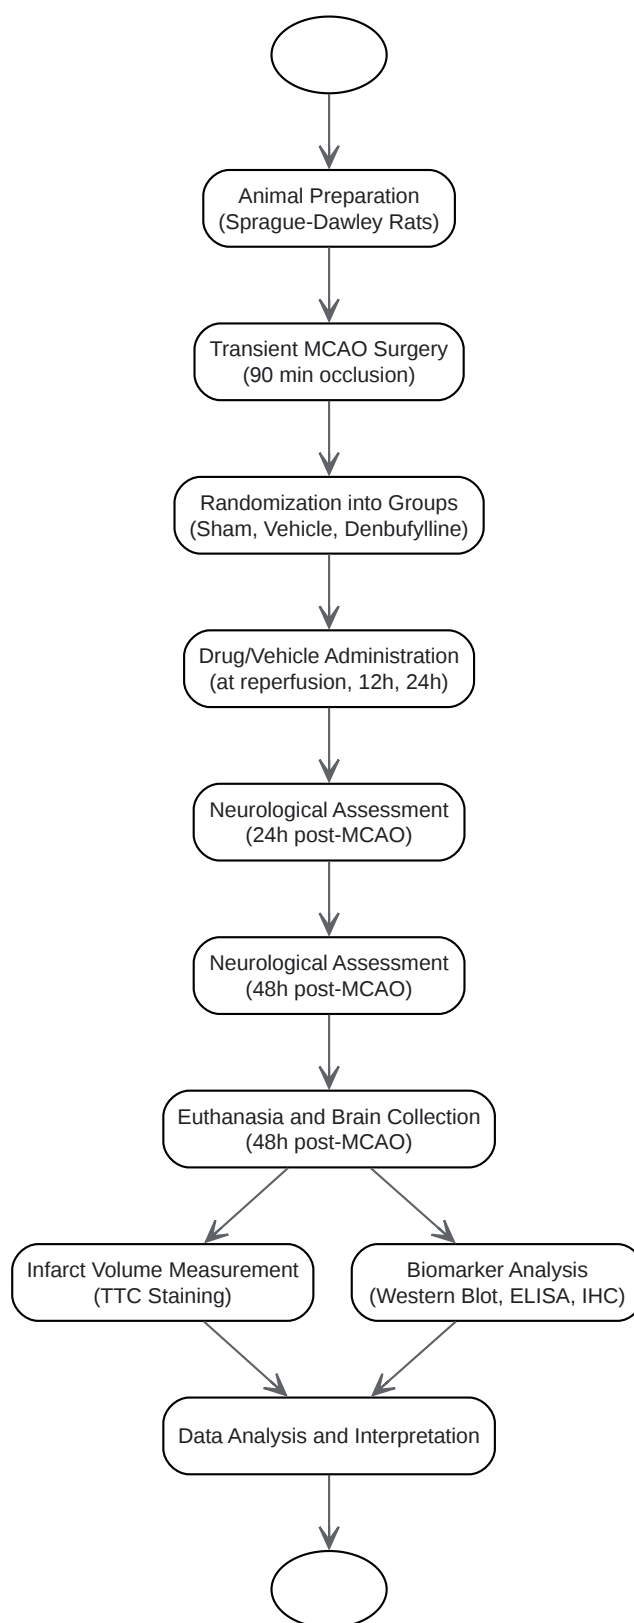 Animal Preparation
(Sprague-Dawley Rats)
Transient MCAO Surgery
(90 min occlusion)
Randomization into Groups
(Sham, Vehicle, Denbufylline)
Drug/Vehicle Administration
(at reperfusion, 12h, 24h)
Neurological Assessment
(24h post-MCAO)
Neurological Assessment
(48h post-MCAO)
Euthanasia and Brain Collection
(48h post-MCAO)
Infarct Volume Measurement
(TTC Staining)
Biomarker Analysis
(Western Blot, ELISA, IHC)
Data Analysis and Interpretation